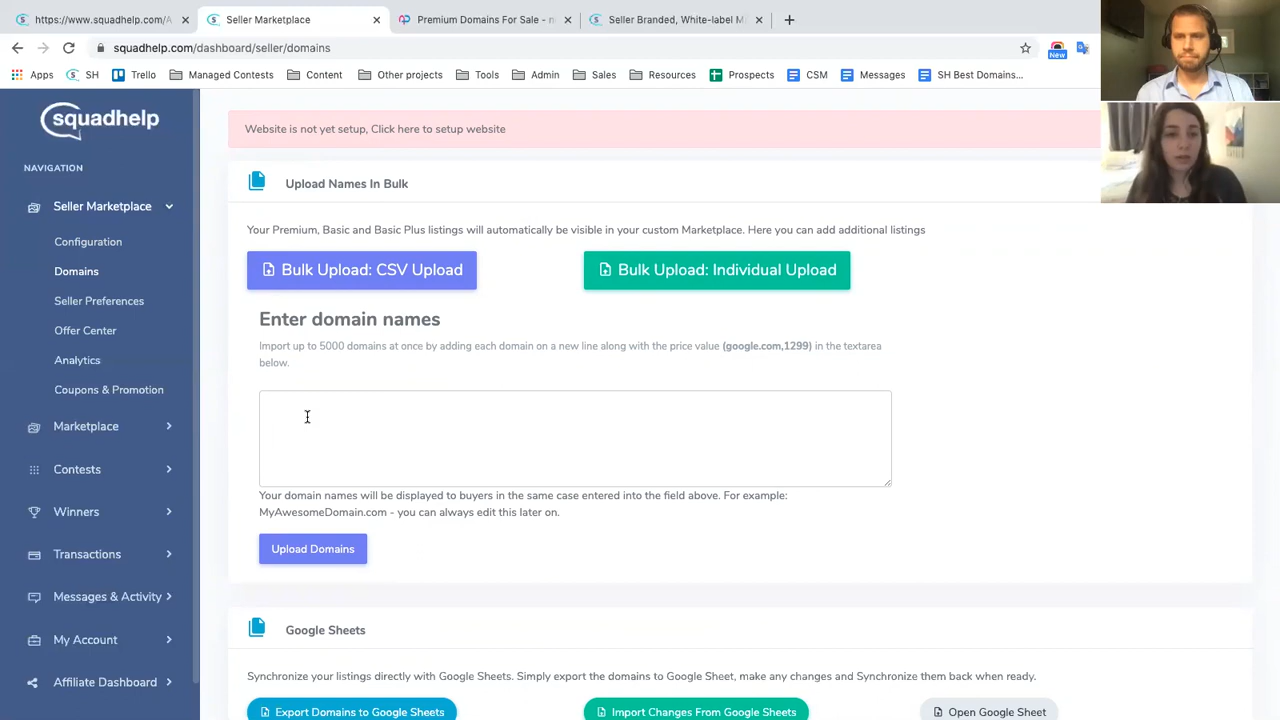 https://www.squadhelp.com/A
Seller Marketplace
Premium Domains For Sale - n
Seller Branded, White-label M
squadhelp.com/dashboard/seller/domains
New
Apps
SH
Trello
Managed Contests
Content
Other projects
Tools
Admin
Sales
Resources
Prospects
CSM
Messages
SH Best Domains...
squadhelp
NAVIGATION
Seller Marketplace
Configuration
Domains
Seller Preferences
Offer Center
Analytics
Coupons & Promotion
Marketplace
Contests
Winners
Transactions
Messages & Activity
My Account
Affiliate Dashboard
Website is not yet setup, Click here to setup website
Upload Names In Bulk
Your Premium, Basic and Basic Plus listings will automatically be visible in your custom Marketplace. Here you can add additional listings
Bulk Upload: CSV Upload
Bulk Upload: Individual Upload
Enter domain names
Import up to 5000 domains at once by adding each domain on a new line along with the price value (google.com,1299) in the textarea
below.
Your domain names will be displayed to buyers in the same case entered into the field above. For example:
MyAwesomeDomain.com - you can always edit this later on.
Upload Domains
Google Sheets
Synchronize your listings directly with Google Sheets. Simply export the domains to Google Sheet, make any changes and Synchronize them back when ready.
Export Domains to Google Sheets
Import Changes From Google Sheets
Open Google Sheet